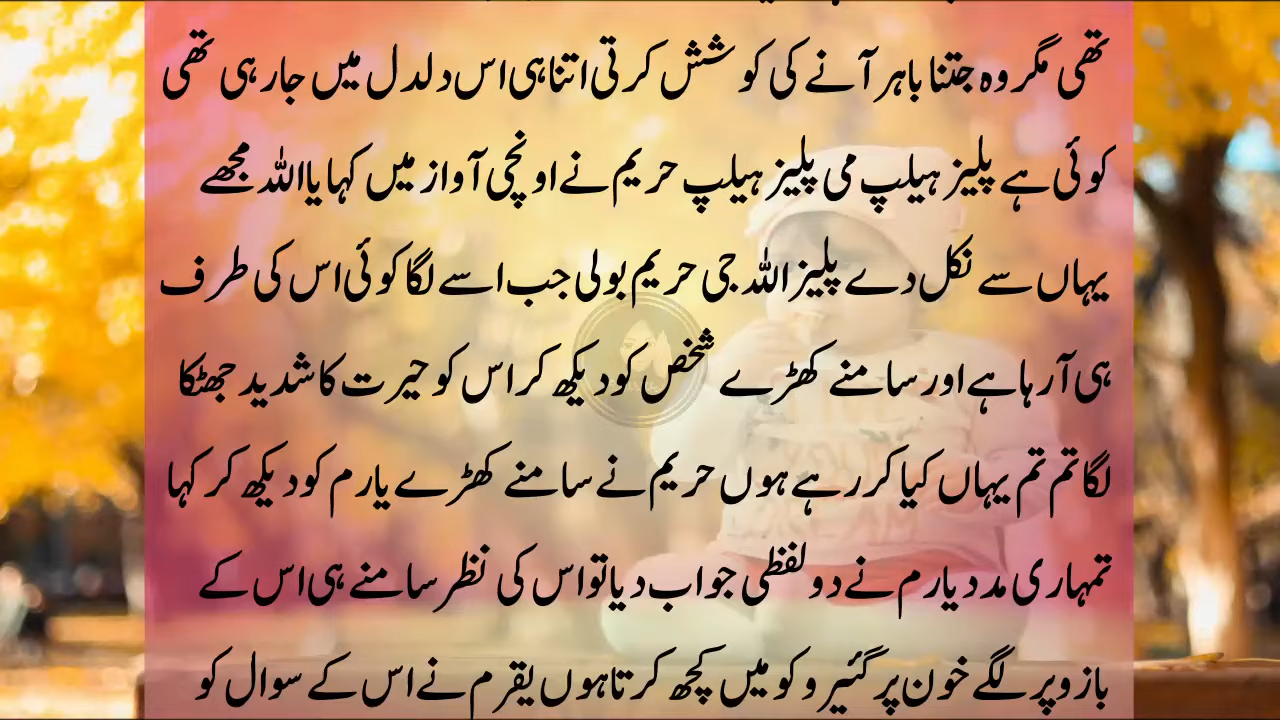 تھی مگر وہ جتنا باہر آنے کی کوشش کرتی اتنا ہی اس دلدل میں جا رہی تھی
کوئی ہے پلیز ہیلپ می پلیز ہیلپ حریم نے اونچی آواز میں کہا یا اللہ مجھے
یہاں سے نکل دے پلیز اللہ جی حریم بولی جب اسے لگا کوئی اس کی طرف
ہی آ رہا ہے اور سامنے کھڑے شخص کو دیکھ کر اس کو حیرت کا شدید جھٹکا
لگا تم تم یہاں کیا کر رہے ہوں حریم نے سامنے کھڑے یارم کو دیکھ کر کہا
تمہاری مدد یارم نے دو لفظی جواب دیا تو اس کی نظر سامنے ہی اس کے
بازو پر لگے خون پر گئی روکو میں کچھ کرتا ہوں یقرم نے اس کے سوال کو